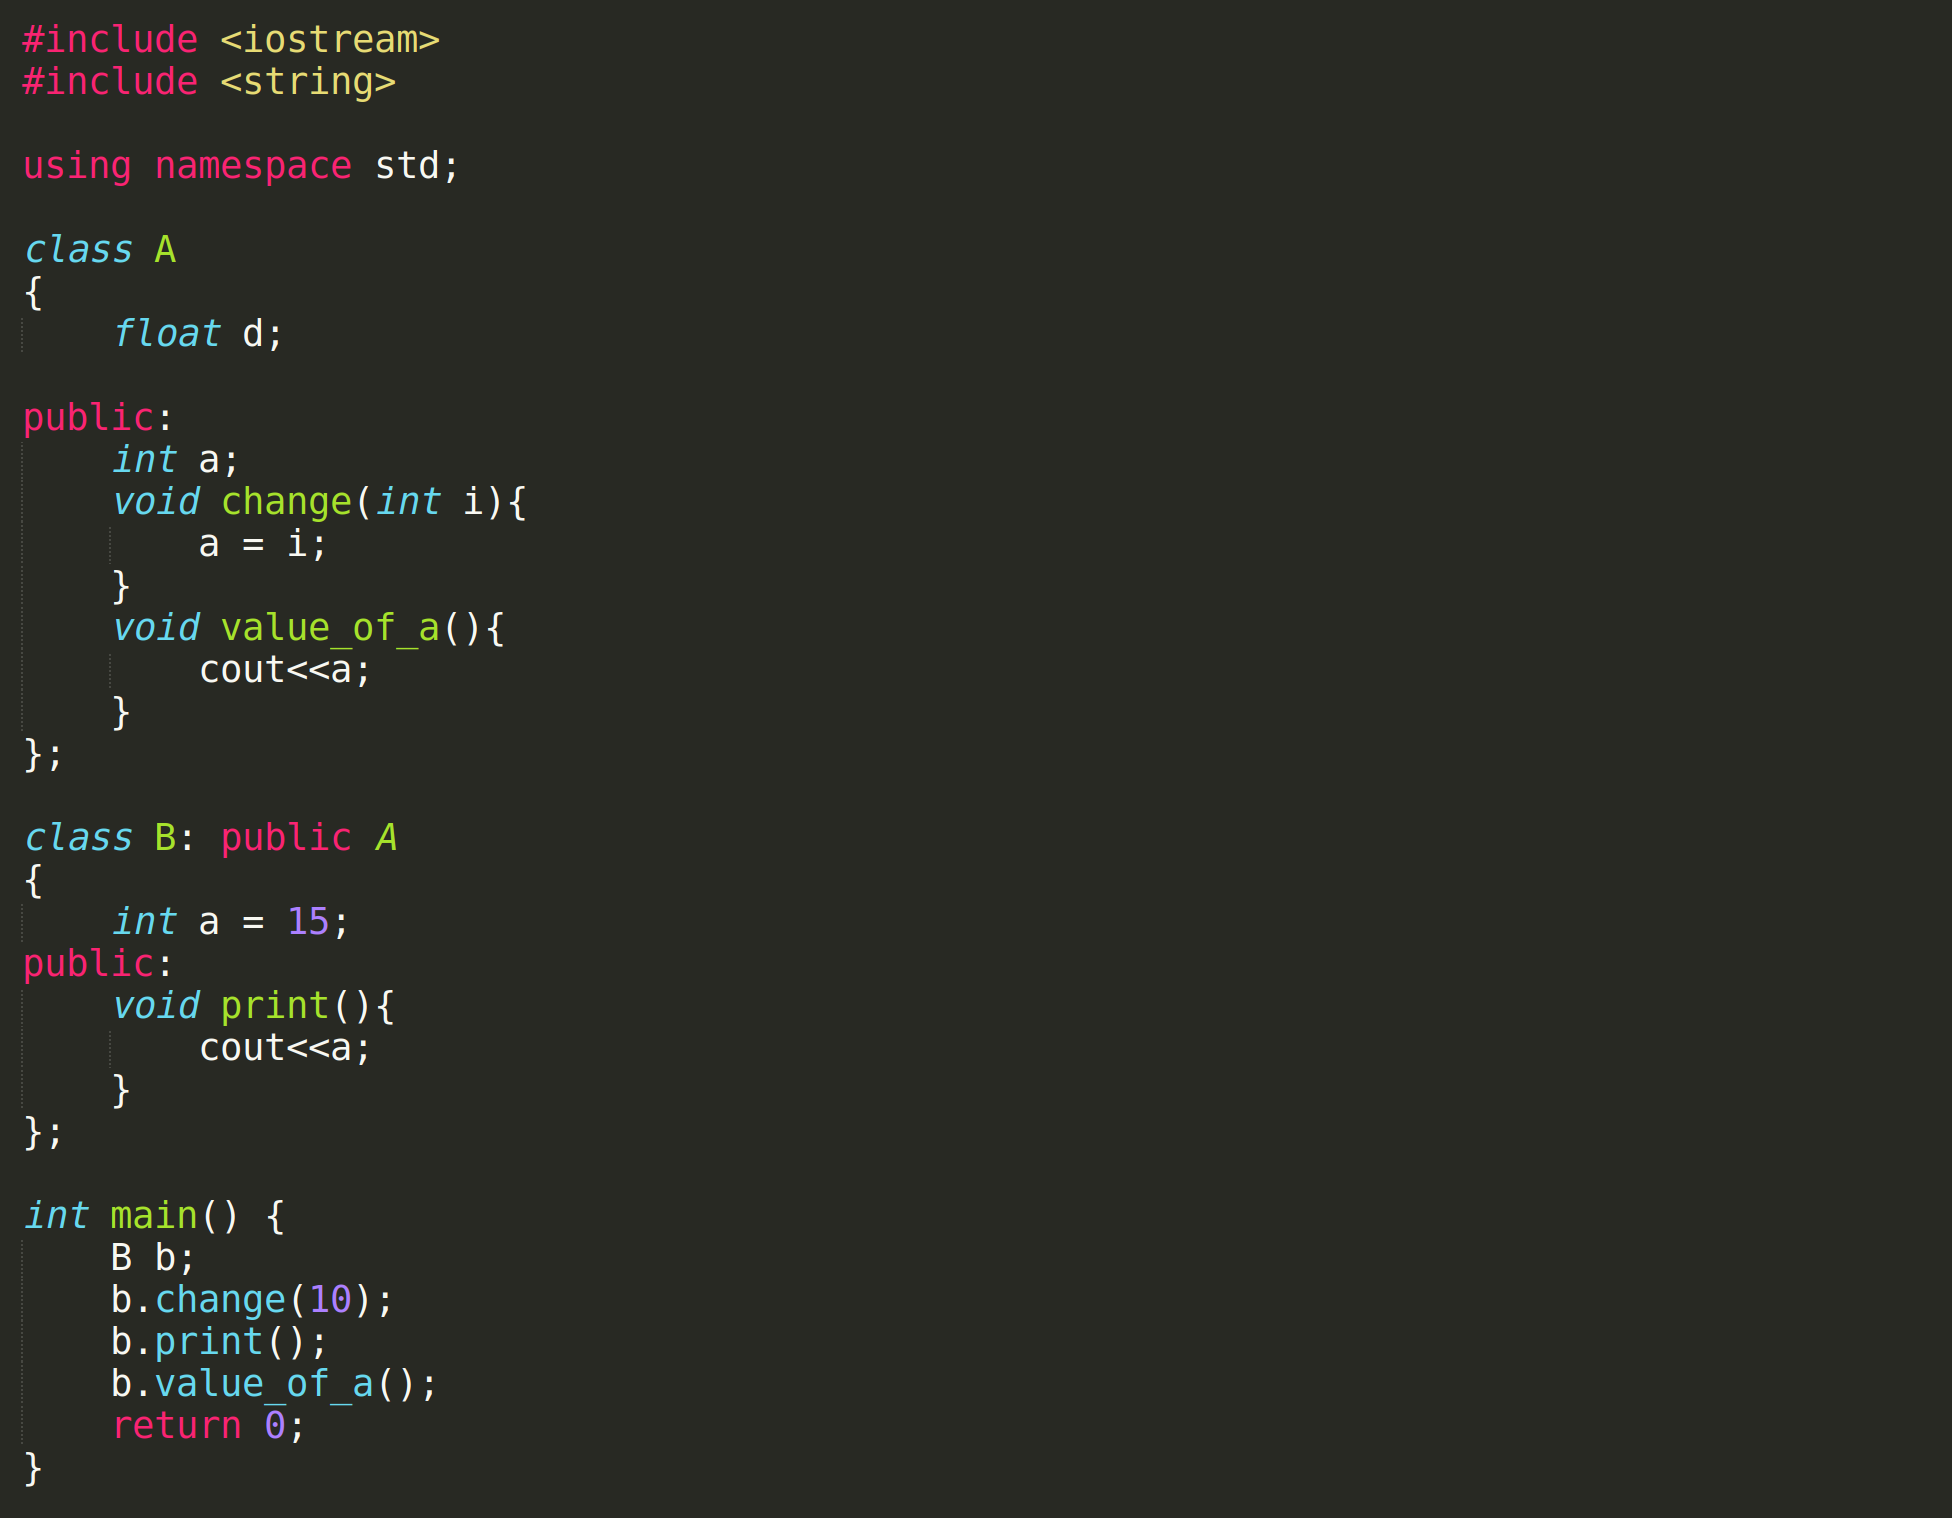 #include <iostream>
#include <string>
using namespace std;
class A
{
    float d;
public:
    int a;
    void change(int i){
        a = i;
    }
    void value_of_a(){
        cout<<a;
    }
};
class B: public A
{
    int a = 15;
public:
    void print(){
        cout<<a;
    }
};
int main() {
    B b;
    b.change(10);
    b.print();
    b.value_of_a();
    return 0;
}